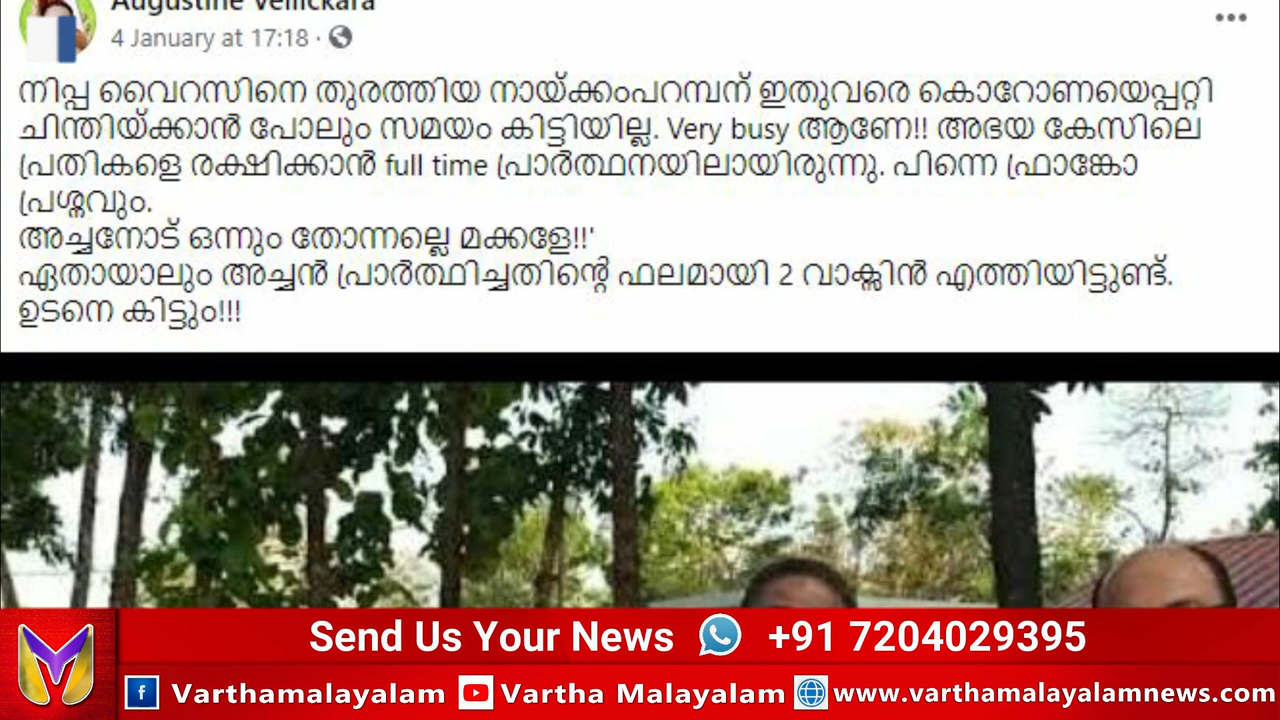 Augustine Vellickara
4 January at 17:18 ·
നിപ്പ വൈറസിനെ തുരത്തിയ നായ്ക്കംപറമ്പന് ഇതുവരെ കൊറോണയെപ്പറ്റി
ചിന്തിയ്ക്കാൻ പോലും സമയം കിട്ടിയില്ല. Very busy ആണേ!! അഭയ കേസിലെ
പ്രതികളെ രക്ഷിക്കാൻ full time പ്രാർത്ഥനയിലായിരുന്നു. പിന്നെ ഫ്രാങ്കോ
പ്രശ്നവും.
അച്ചനോട് ഒന്നും തോന്നല്ലെ മക്കളേ!!'
ഏതായാലും അച്ചൻ പ്രാർത്ഥിച്ചതിന്റെ ഫലമായി 2 വാക്സിൻ എത്തിയിട്ടുണ്ട്.
ഉടനെ കിട്ടും!!!
Send Us Your News +91 7204029395
Varthamalayalam Vartha Malayalam www.varthamalayalamnews.com